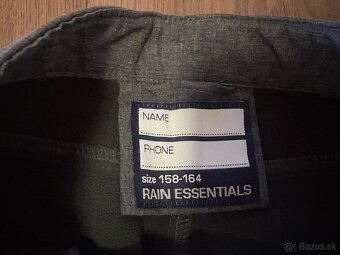 NAME
PHONE
size 158-164
RAIN ESSENTIALS
Bazos.sk